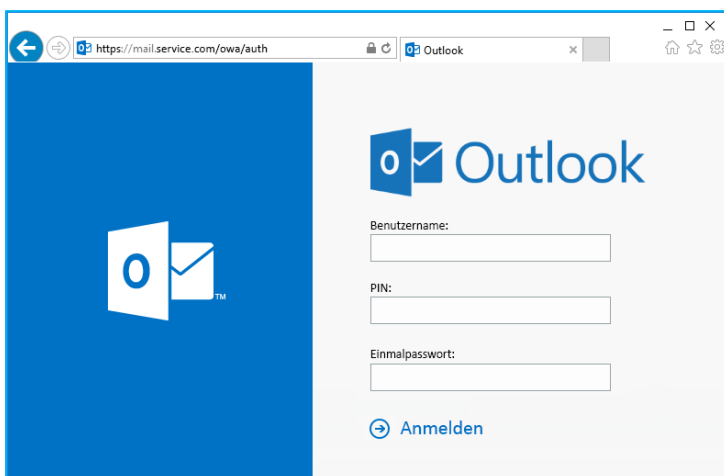 https://mail.service.com/owa/auth
Outlook
Outlook
Benutzername:
PIN:
Einmalpasswort:
Anmelden
O
TM